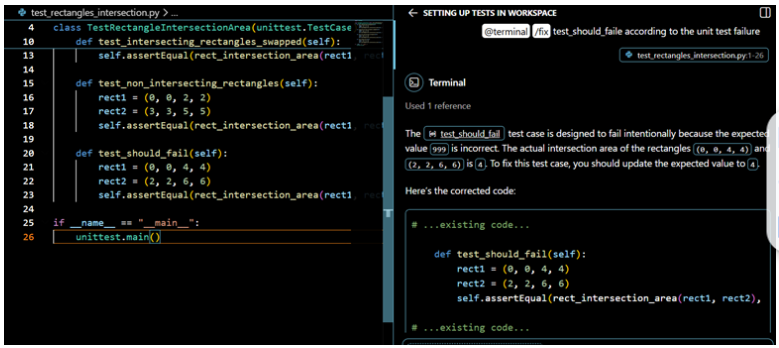 test_rectangles_intersection.py > ...
4 class TestRectangleIntersectionArea(unittest.TestCase
10 def test_intersecting_rectangles_swapped(self):
13 self.assertEqual(rect_intersection_area(rect1,
14
15 def test_non_intersecting_rectangles(self):
16 rect1 = (0, 0, 2, 2)
17 rect2 = (3, 3, 5, 5)
18 self.assertEqual(rect_intersection_area(rect1,
19
20 def test_should_fail(self):
21 rect1 = (0, 0, 4, 4)
22 rect2 = (2, 2, 6, 6)
23 self.assertEqual(rect_intersection_area(rect1,
24
25 if __name__ == "__main__":
26 unittest.main()
SETTING UP TESTS IN WORKSPACE
@terminal /fix test_should_faile according to the unit test failure
test_rectangles_intersection.py:1-26
Terminal
Used 1 reference
The test_should_fail test case is designed to fail intentionally because the expected
value 999 is incorrect. The actual intersection area of the rectangles (0, 0, 4, 4) and
(2, 2, 6, 6) is 4. To fix this test case, you should update the expected value to 4.
Here's the corrected code:
# ...existing code...
def test_should_fail(self):
rect1 = (0, 0, 4, 4)
rect2 = (2, 2, 6, 6)
self.assertEqual(rect_intersection_area(rect1, rect2),
# ...existing code...